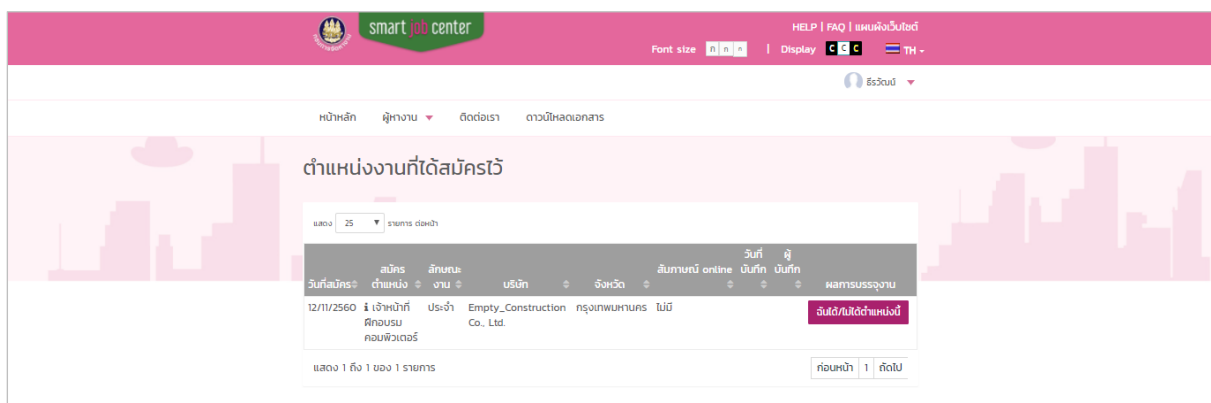 smart job center
HELP | FAQ | แผนผังเว็บไซต์
Font size ก ก ก | Display C C C TH
ธีรวัฒน์
หน้าหลัก ผู้หางาน ติดต่อเรา ดาวน์โหลดเอกสาร
ตำแหน่งงานที่ได้สมัครไว้
แสดง 25 รายการ ต่อหน้า
วันที่สมัคร สมัครตำแหน่ง ลักษณะงาน บริษัท จังหวัด สัมภาษณ์ online วันที่บันทึก ผู้บันทึก ผลการบรรจุงาน
12/11/2560 i เจ้าหน้าที่ ประจำ Empty_Construction กรุงเทพมหานคร ไม่มี ฉันได้/ไม่ได้ตำแหน่งนี้
ฝึกอบรม Co., Ltd.
คอมพิวเตอร์
แสดง 1 ถึง 1 ของ 1 รายการ ก่อนหน้า 1 ถัดไป